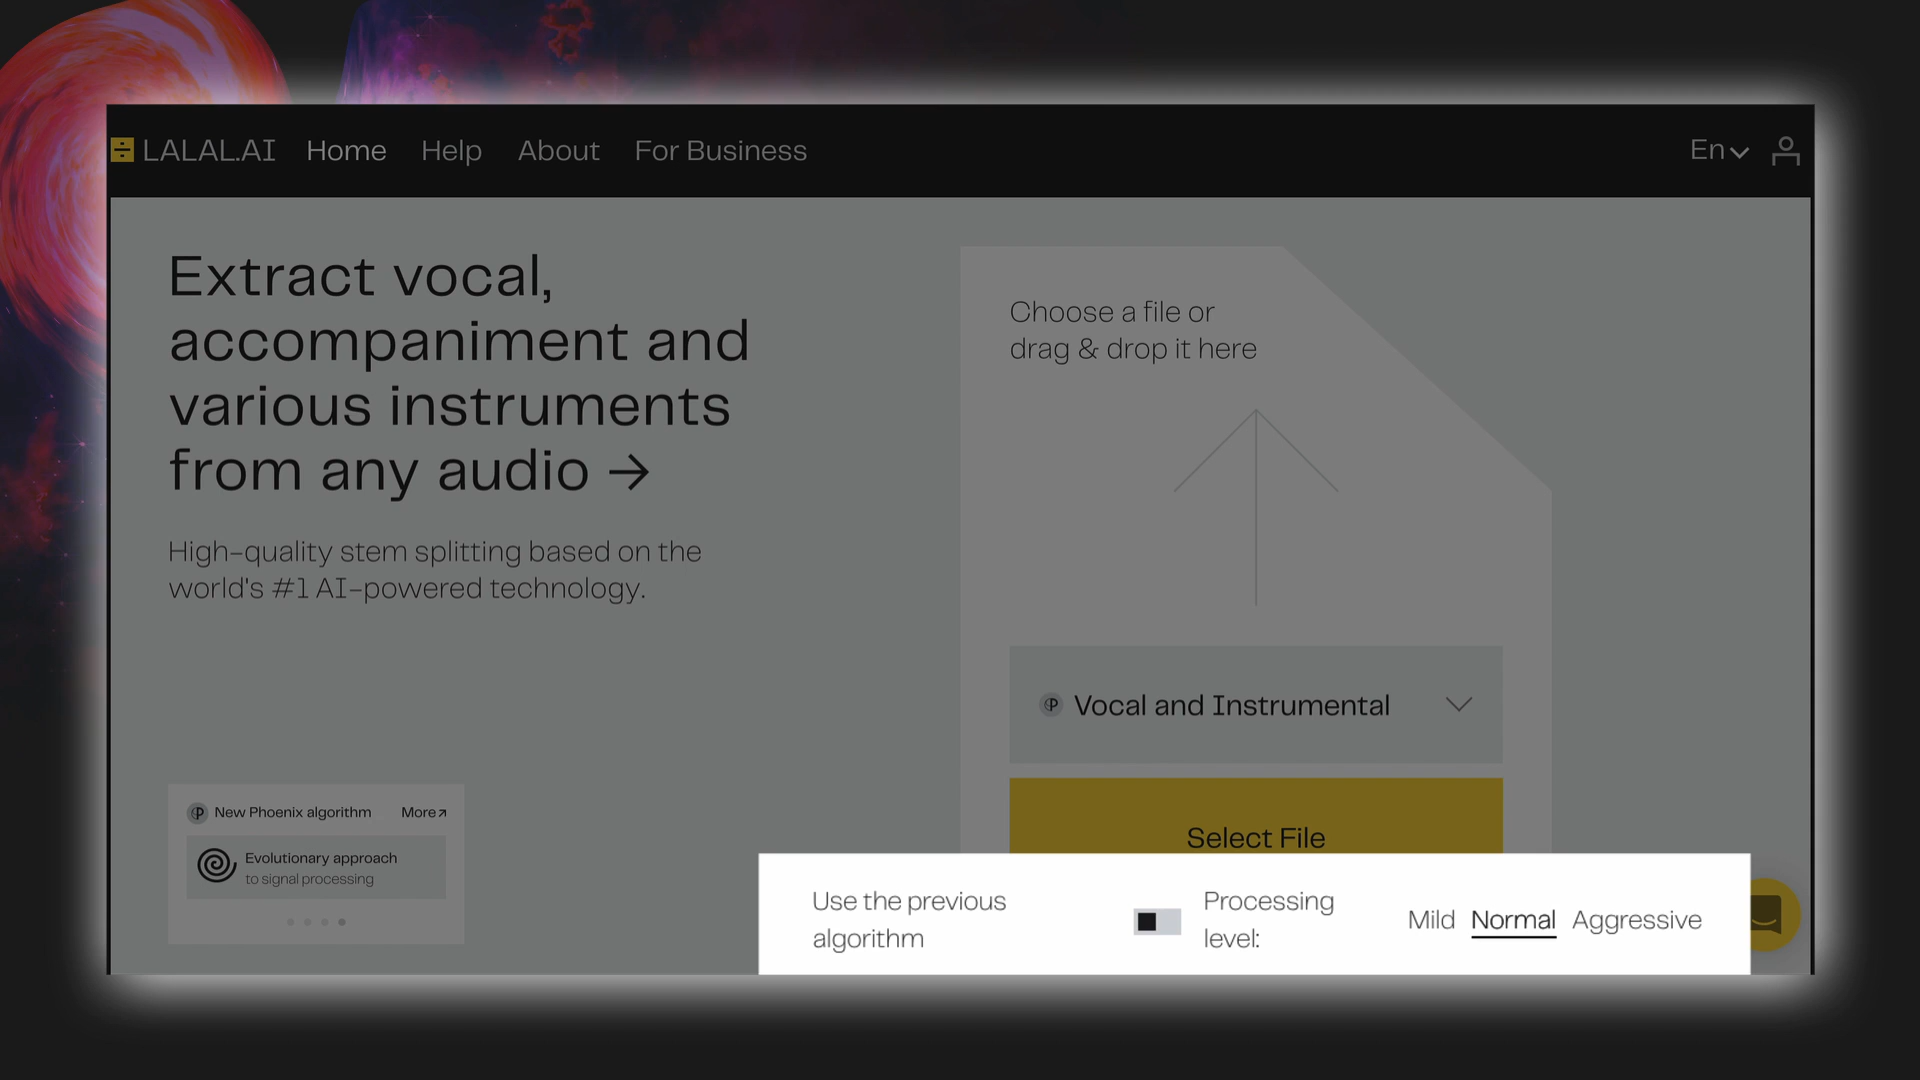 LALAL.AI Home Help About For Business En
Extract vocal,
accompaniment and
various instruments
from any audio →
High-quality stem splitting based on the
world's #1 AI-powered technology.
New Phoenix algorithm More↗
Evolutionary approach
to signal processing
Choose a file or
drag & drop it here
Vocal and Instrumental
Select File
Use the previous
algorithm
Processing
level:
Mild Normal Aggressive